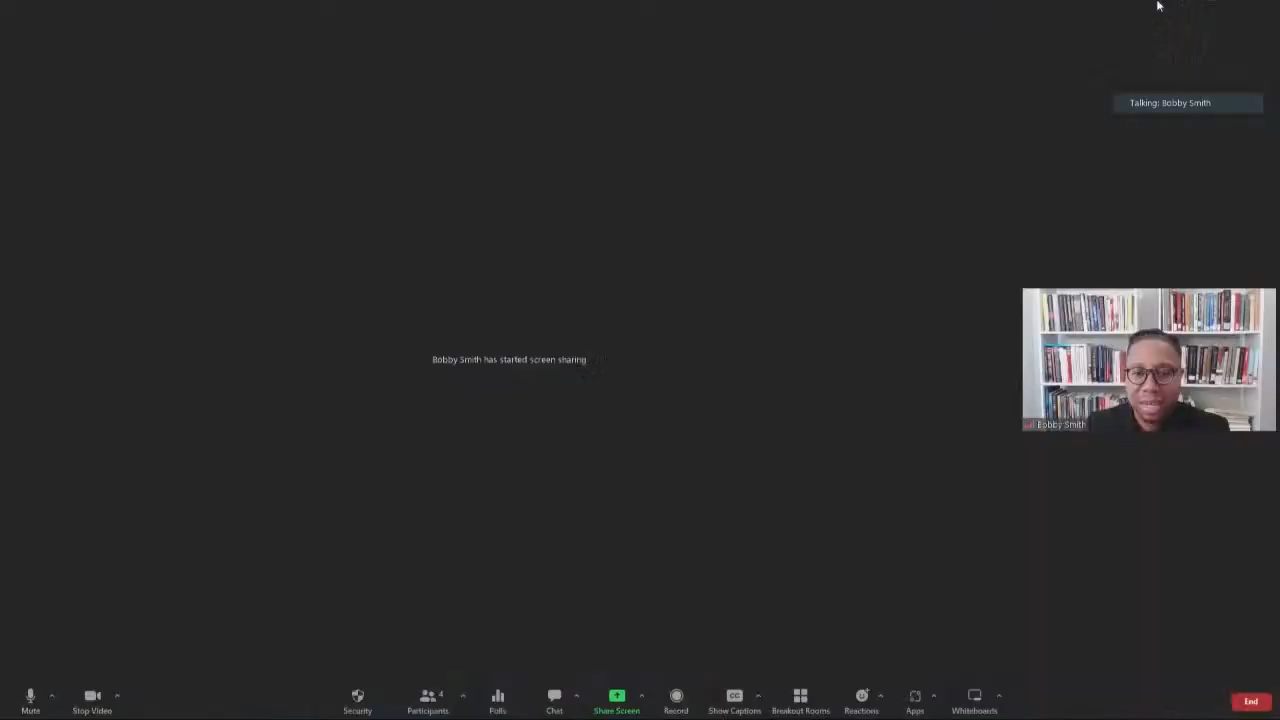 Talking: Bobby Smith
Bobby Smith has started screen sharing
Bobby Smith
Mute
Stop Video
Security
4
Participants
Polls
Chat
Share Screen
Record
CC
Show Captions
Breakout Rooms
Reactions
Apps
Whiteboards
End